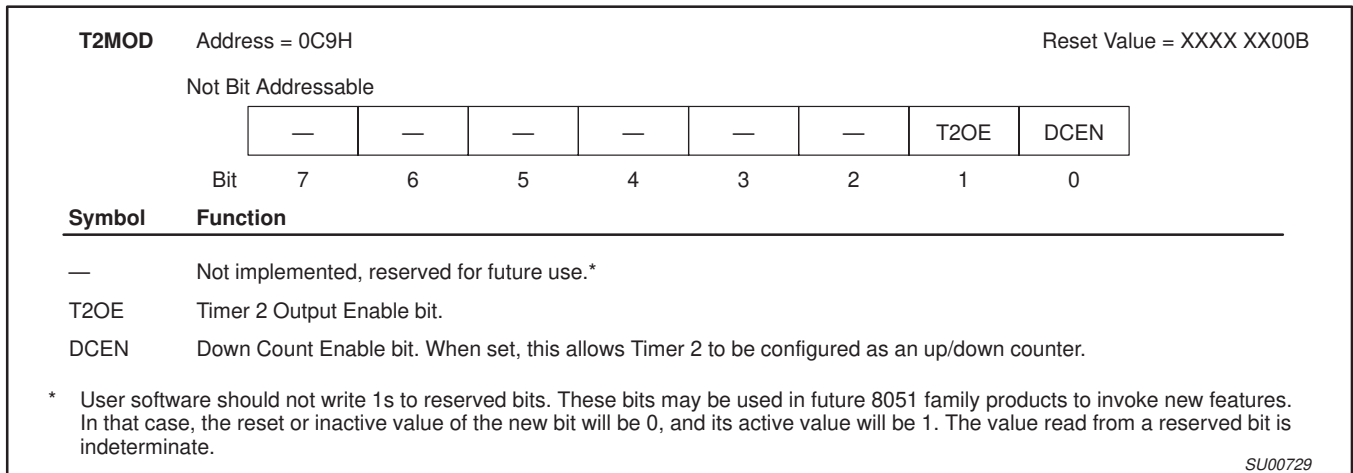 T2MOD Address = 0C9H Reset Value = XXXX XX00B
Not Bit Addressable
— — — — — — T2OE DCEN
Bit 7 6 5 4 3 2 1 0
Symbol Function
— Not implemented, reserved for future use.*
T2OE Timer 2 Output Enable bit.
DCEN Down Count Enable bit. When set, this allows Timer 2 to be configured as an up/down counter.
* User software should not write 1s to reserved bits. These bits may be used in future 8051 family products to invoke new features.
In that case, the reset or inactive value of the new bit will be 0, and its active value will be 1. The value read from a reserved bit is
indeterminate.
SU00729